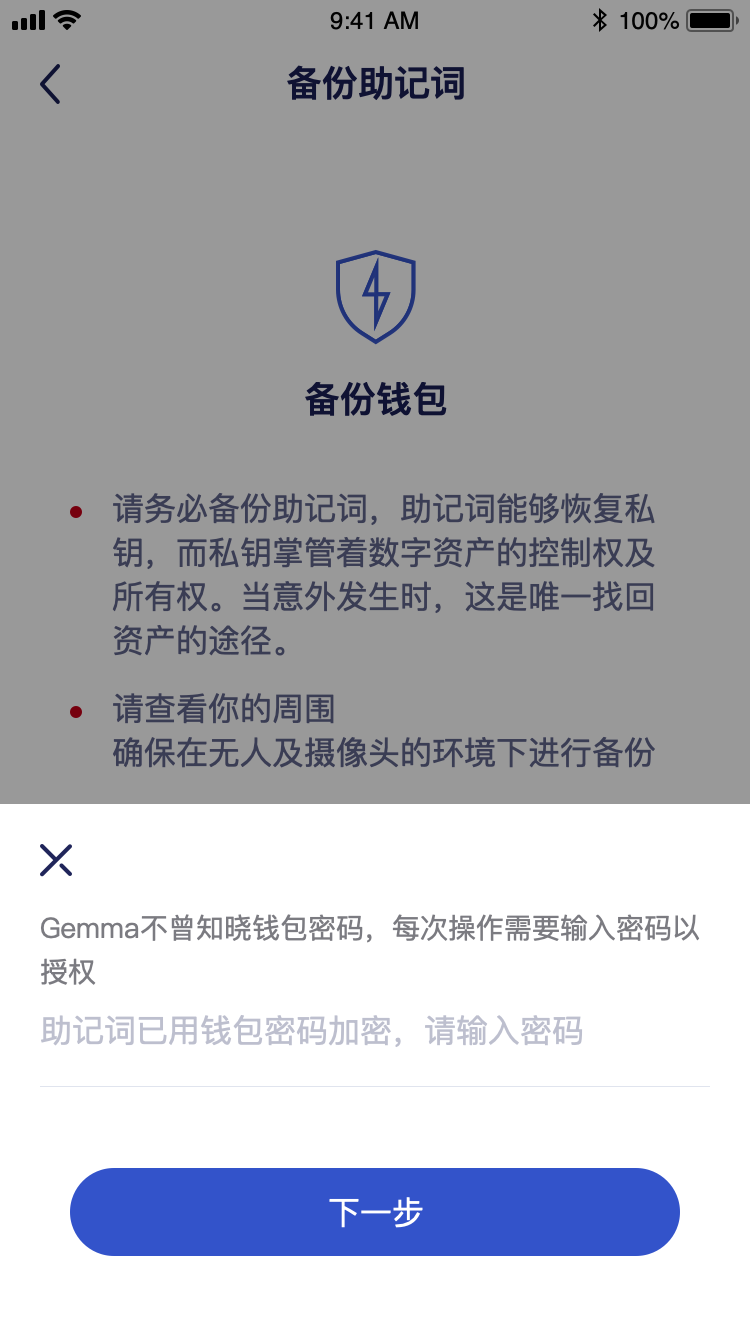 9:41 AM
100%
备份助记词
备份钱包
请务必备份助记词，助记词能够恢复私
钥，而私钥掌管着数字资产的控制权及
所有权。当意外发生时，这是唯一找回
资产的途径。
请查看你的周围
确保在无人及摄像头的环境下进行备份
Gemma不曾知晓钱包密码，每次操作需要输入密码以
授权
助记词已用钱包密码加密，请输入密码
下一步